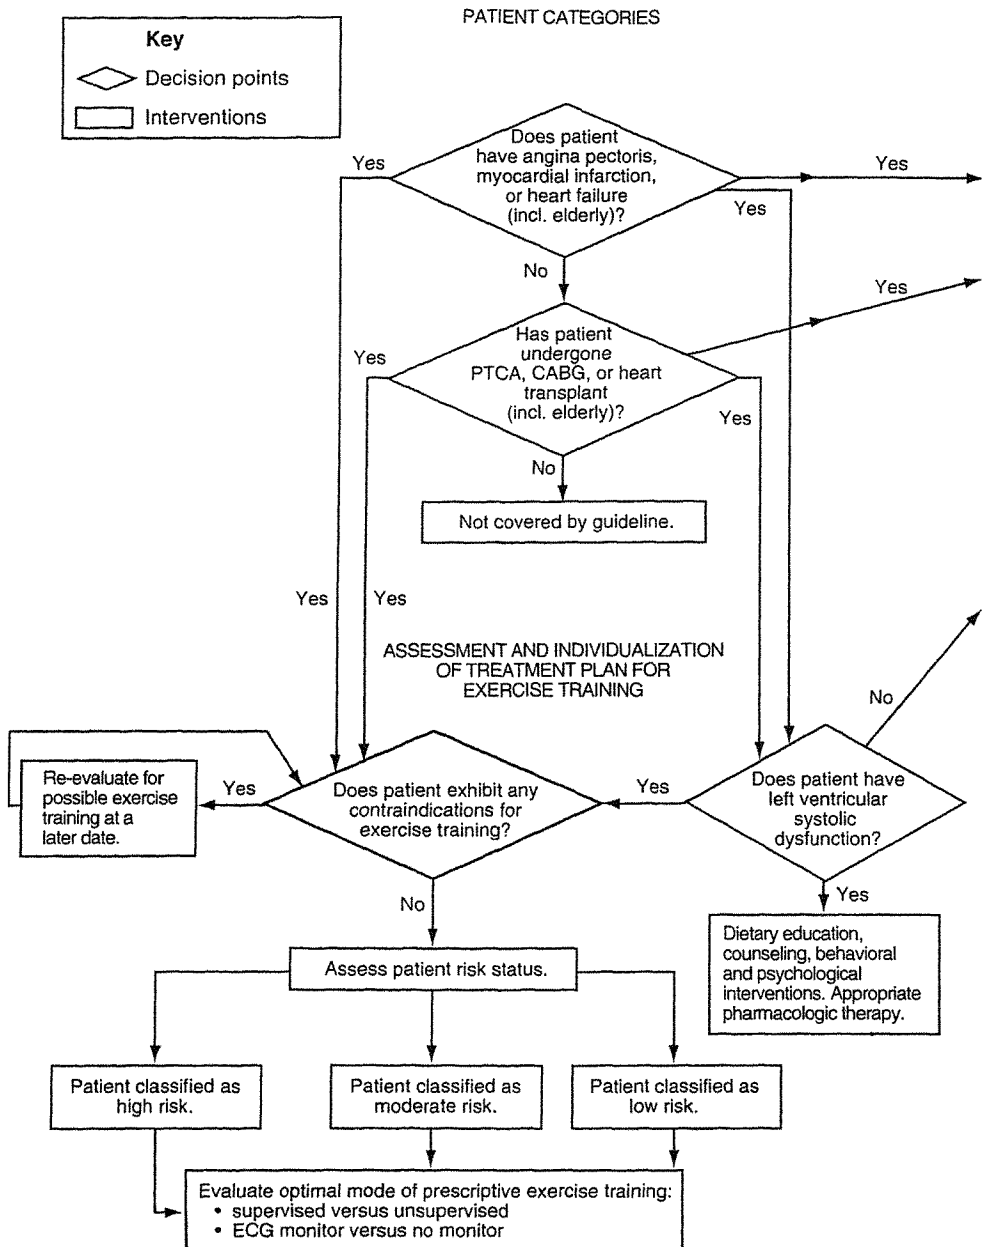 PATIENT CATEGORIES
Key
Decision points
Interventions
Does patient
have angina pectoris,
myocardial infarction,
or heart failure
(incl. elderly)?
Yes
Yes
Yes
No
Has patient
undergone
PTCA, CABG, or heart
transplant
(incl. elderly)?
Yes
Yes
Yes
No
Not covered by guideline.
Yes
Yes
ASSESSMENT AND INDIVIDUALIZATION
OF TREATMENT PLAN FOR
EXERCISE TRAINING
No
Re-evaluate for
possible exercise
training at a
later date.
Yes
Does patient exhibit any
contraindications for
exercise training?
Yes
Does patient have
left ventricular
systolic
dysfunction?
No
Yes
Dietary education,
counseling, behavioral
and psychological
interventions. Appropriate
pharmacologic therapy.
Assess patient risk status.
Patient classified as
high risk.
Patient classified as
moderate risk.
Patient classified as
low risk.
Evaluate optimal mode of prescriptive exercise training:
• supervised versus unsupervised
• ECG monitor versus no monitor